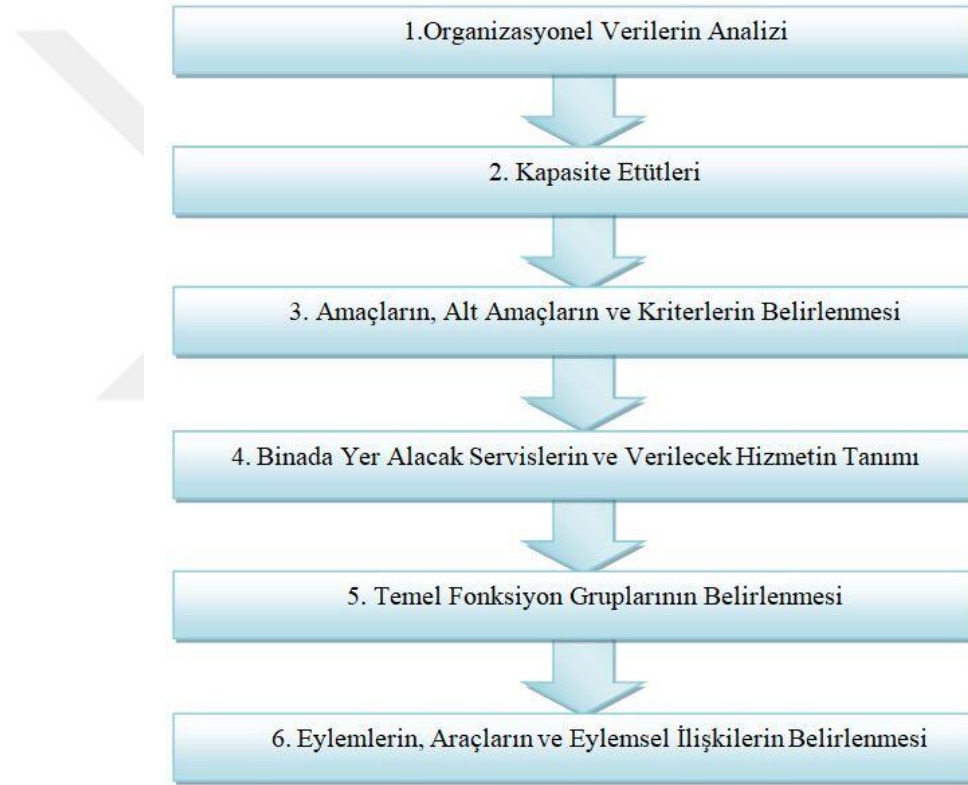 1.Organizasyonel Verilerin Analizi
2. Kapasite Etütleri
3. Amaçların, Alt Amaçların ve Kriterlerin Belirlenmesi
4. Binada Yer Alacak Servislerin ve Verilecek Hizmetin Tanımı
5. Temel Fonksiyon Gruplarının Belirlenmesi
6. Eylemlerin, Araçların ve Eylemsel İlişkilerin Belirlenmesi